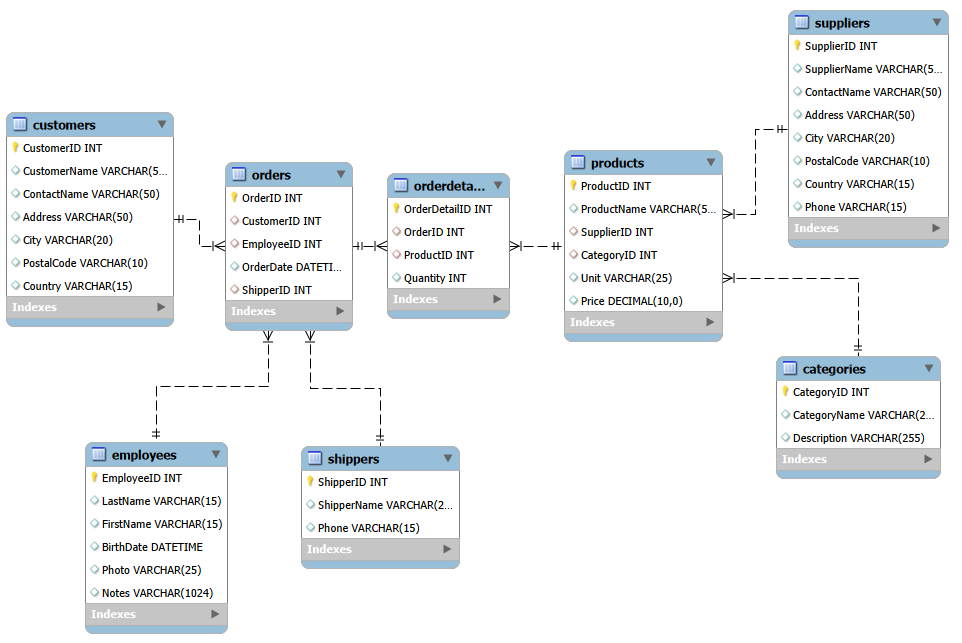 suppliers
SupplierID INT
SupplierName VARCHAR(5...
ContactName VARCHAR(50)
Address VARCHAR(50)
City VARCHAR(20)
PostalCode VARCHAR(10)
Country VARCHAR(15)
Phone VARCHAR(15)
Indexes
customers
CustomerID INT
CustomerName VARCHAR(5...
ContactName VARCHAR(50)
Address VARCHAR(50)
City VARCHAR(20)
PostalCode VARCHAR(10)
Country VARCHAR(15)
Indexes
orders
OrderID INT
CustomerID INT
EmployeeID INT
OrderDate DATETI...
ShipperID INT
Indexes
orderdeta...
OrderDetailID INT
OrderID INT
ProductID INT
Quantity INT
Indexes
products
ProductID INT
ProductName VARCHAR(5...
SupplierID INT
CategoryID INT
Unit VARCHAR(25)
Price DECIMAL(10,0)
Indexes
categories
CategoryID INT
CategoryName VARCHAR(2...
Description VARCHAR(255)
Indexes
employees
EmployeeID INT
LastName VARCHAR(15)
FirstName VARCHAR(15)
BirthDate DATETIME
Photo VARCHAR(25)
Notes VARCHAR(1024)
Indexes
shippers
ShipperID INT
ShipperName VARCHAR(2...
Phone VARCHAR(15)
Indexes